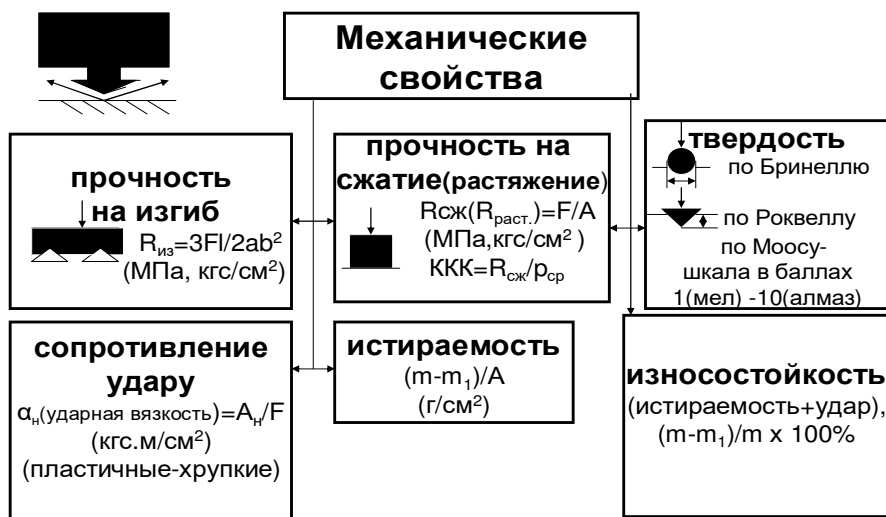 Механические
свойства
прочность
на изгиб
Rиз=3Fl/2ab²
(МПа, кгс/см²)
прочность на
сжатие(растяжение)
Rсж(Rраст.)=F/A
(МПа,кгс/см²)
ККК=Rсж/pср
твердость
по Бринеллю
по Роквеллу
по Моосу-
шкала в баллах
1(мел) -10(алмаз)
сопротивление
удару
αн(ударная вязкость)=Aн/F
(кгс.м/см²)
(пластичные-хрупкие)
истираемость
(m-m₁)/A
(г/см²)
износостойкость
(истираемость+удар),
(m-m₁)/m x 100%